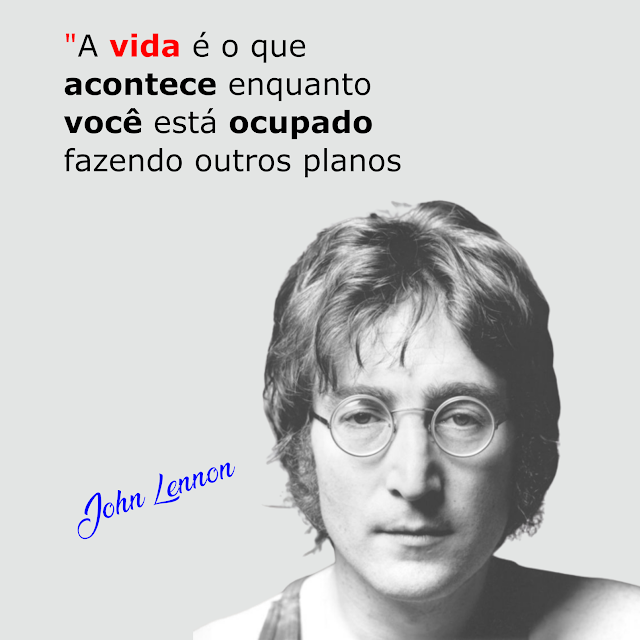 "A vida é o que
acontece enquanto
você está ocupado
fazendo outros planos
John Lennon